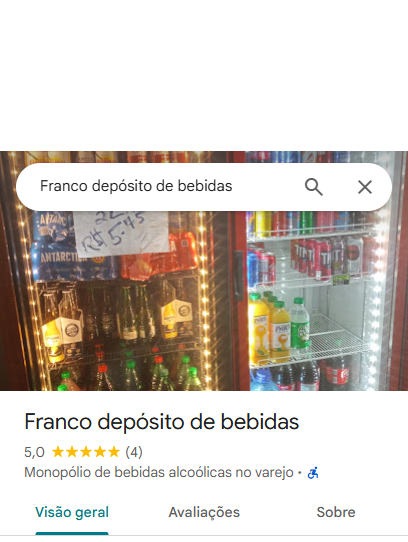 Franco depósito de bebidas
R$ 5.45
ANTARCTICA
Franco depósito de bebidas
5,0 (4)
Monopólio de bebidas alcoólicas no varejo •
Visão geral Avaliações Sobre